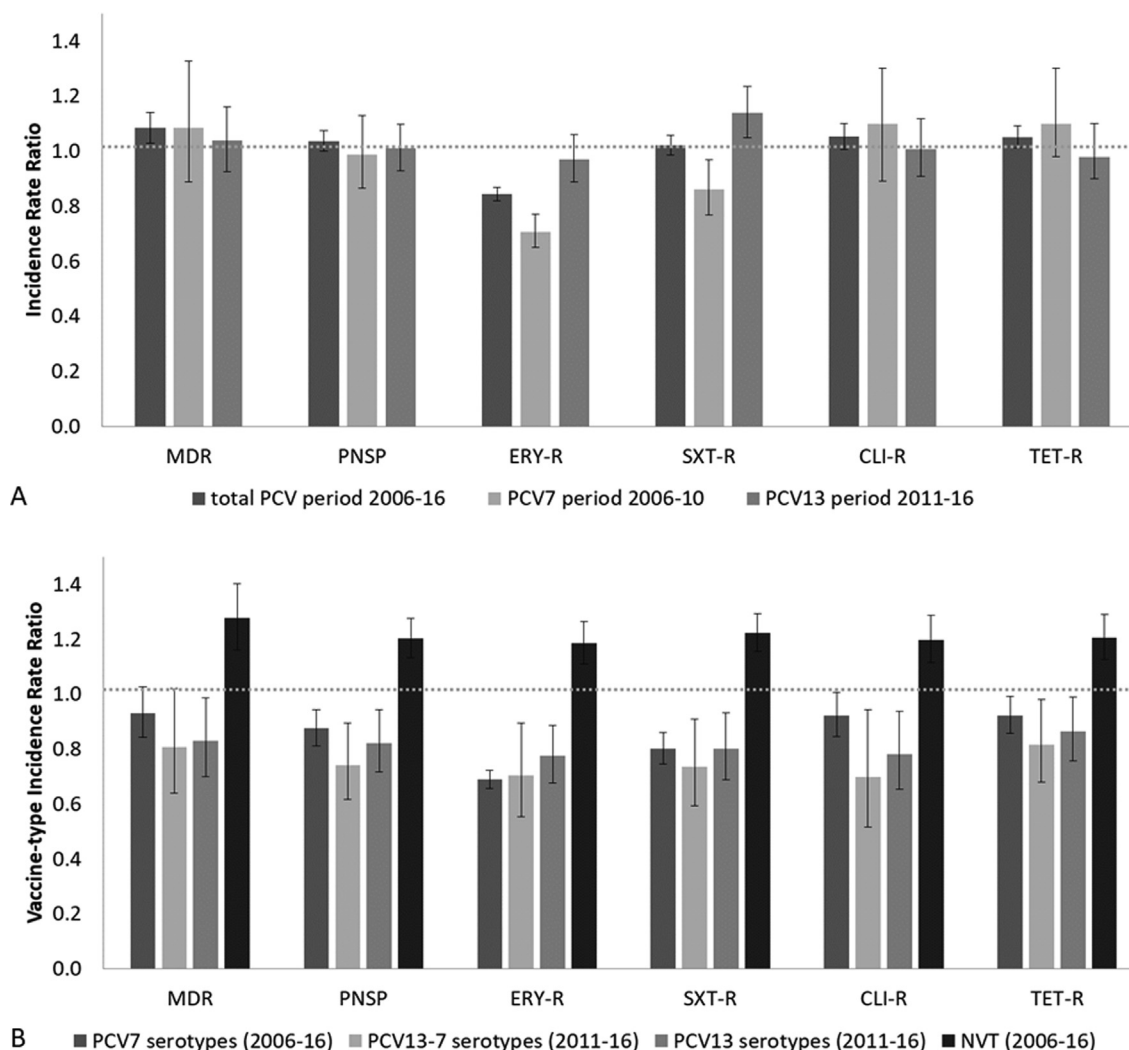 Incidence Rate Ratio
1.4
1.2
1.0
0.8
0.6
0.4
0.2
0.0
MDR PNSP ERY-R SXT-R CLI-R TET-R
A total PCV period 2006-16 PCV7 period 2006-10 PCV13 period 2011-16
Vaccine-type Incidence Rate Ratio
1.4
1.2
1.0
0.8
0.6
0.4
0.2
0.0
MDR PNSP ERY-R SXT-R CLI-R TET-R
B PCV7 serotypes (2006-16) PCV13-7 serotypes (2011-16) PCV13 serotypes (2011-16) NVT (2006-16)